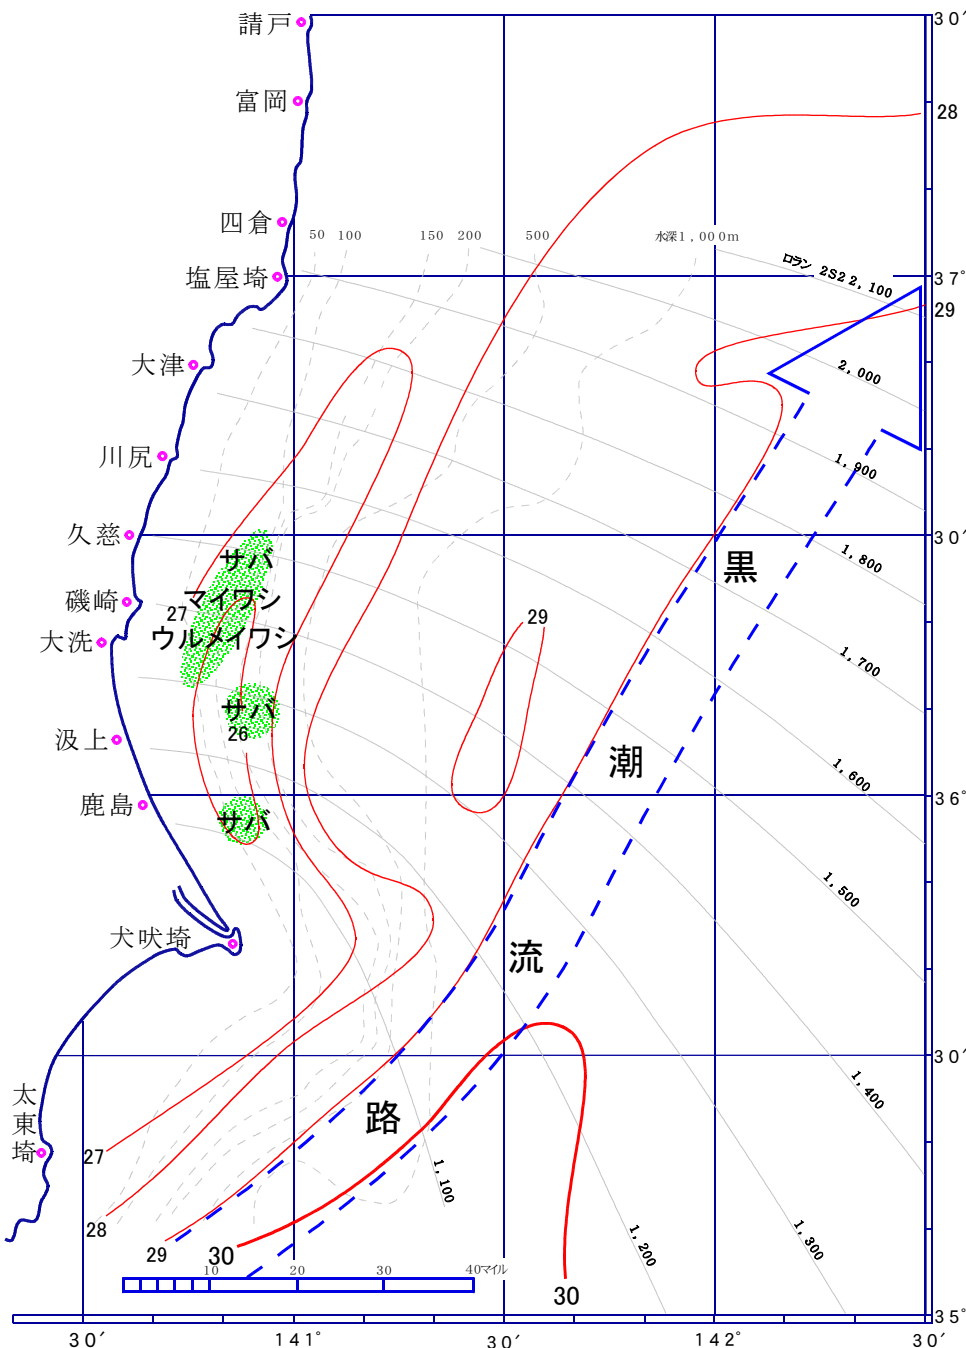 請戸
30′
富岡
28
四倉
50 100 150 200 500 水深1,000m
塩屋埼
ロラン 2S2 2,100
37°
29
大津
2,000
川尻
1,900
久慈
30′
サバ
黒
1,800
磯崎
マイワシ
27
29
大洗
ウルメイワシ
1,700
サバ
26
汲上
潮
1,600
鹿島
36°
サバ
1,500
犬吠埼
流
30′
太東埼
路
1,400
27
1,100
28
29
30
1,200
1,300
10 20 30 40マイル
30
35°
30′ 141° 30′ 142° 30′